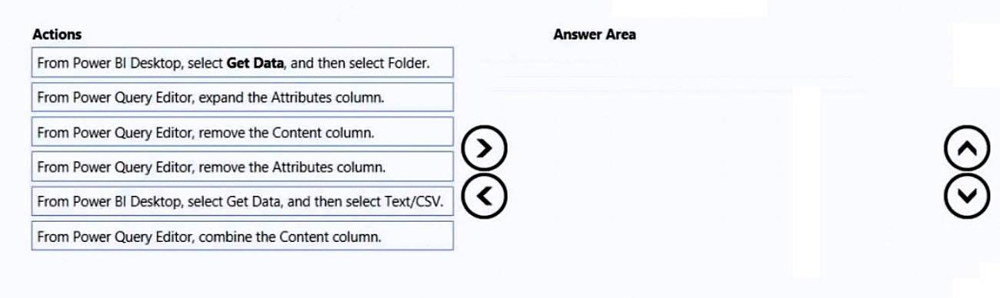 Actions
Answer Area
From Power BI Desktop, select Get Data, and then select Folder.
From Power Query Editor, expand the Attributes column.
From Power Query Editor, remove the Content column.
From Power Query Editor, remove the Attributes column.
From Power BI Desktop, select Get Data, and then select Text/CSV.
From Power Query Editor, combine the Content column.